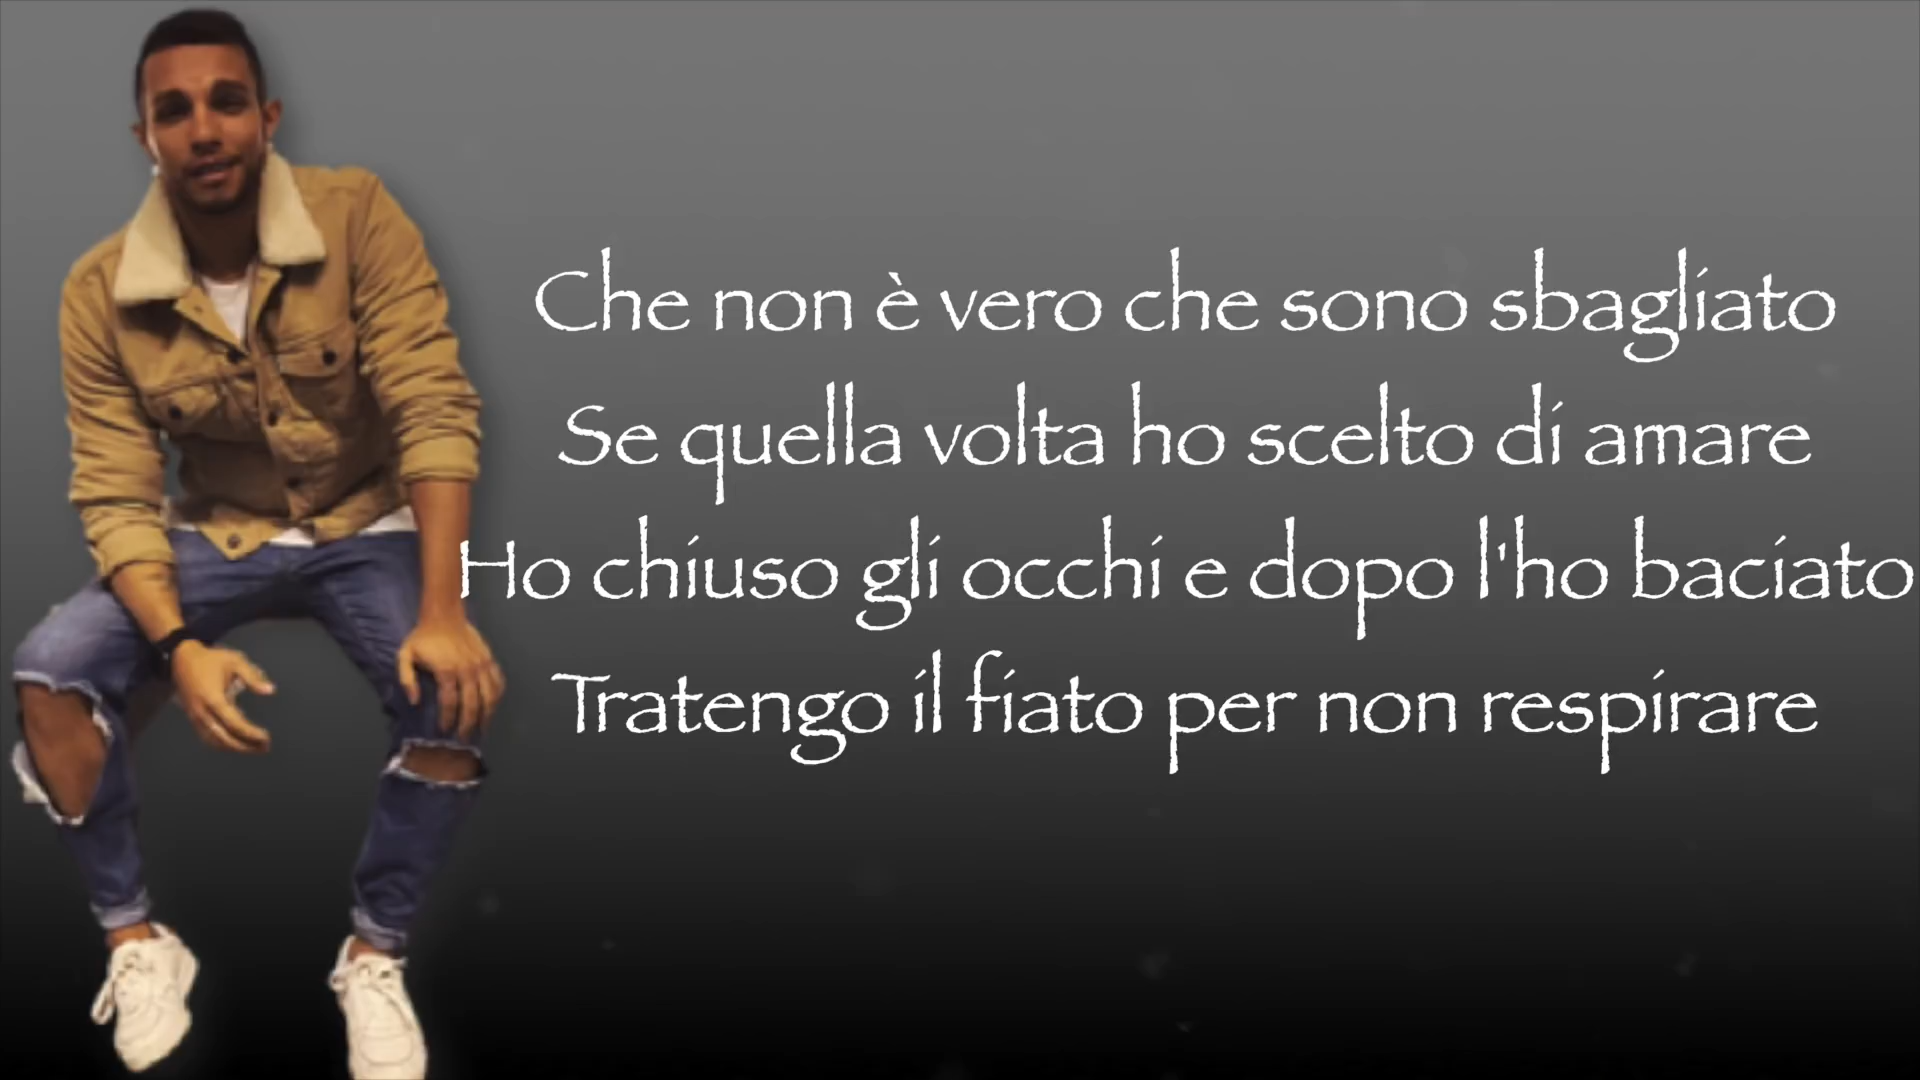 Che non è vero che sono sbagliato
Se quella volta ho scelto di amare
Ho chiuso gli occhi e dopo l'ho baciato
Tratengo il fiato per non respirare